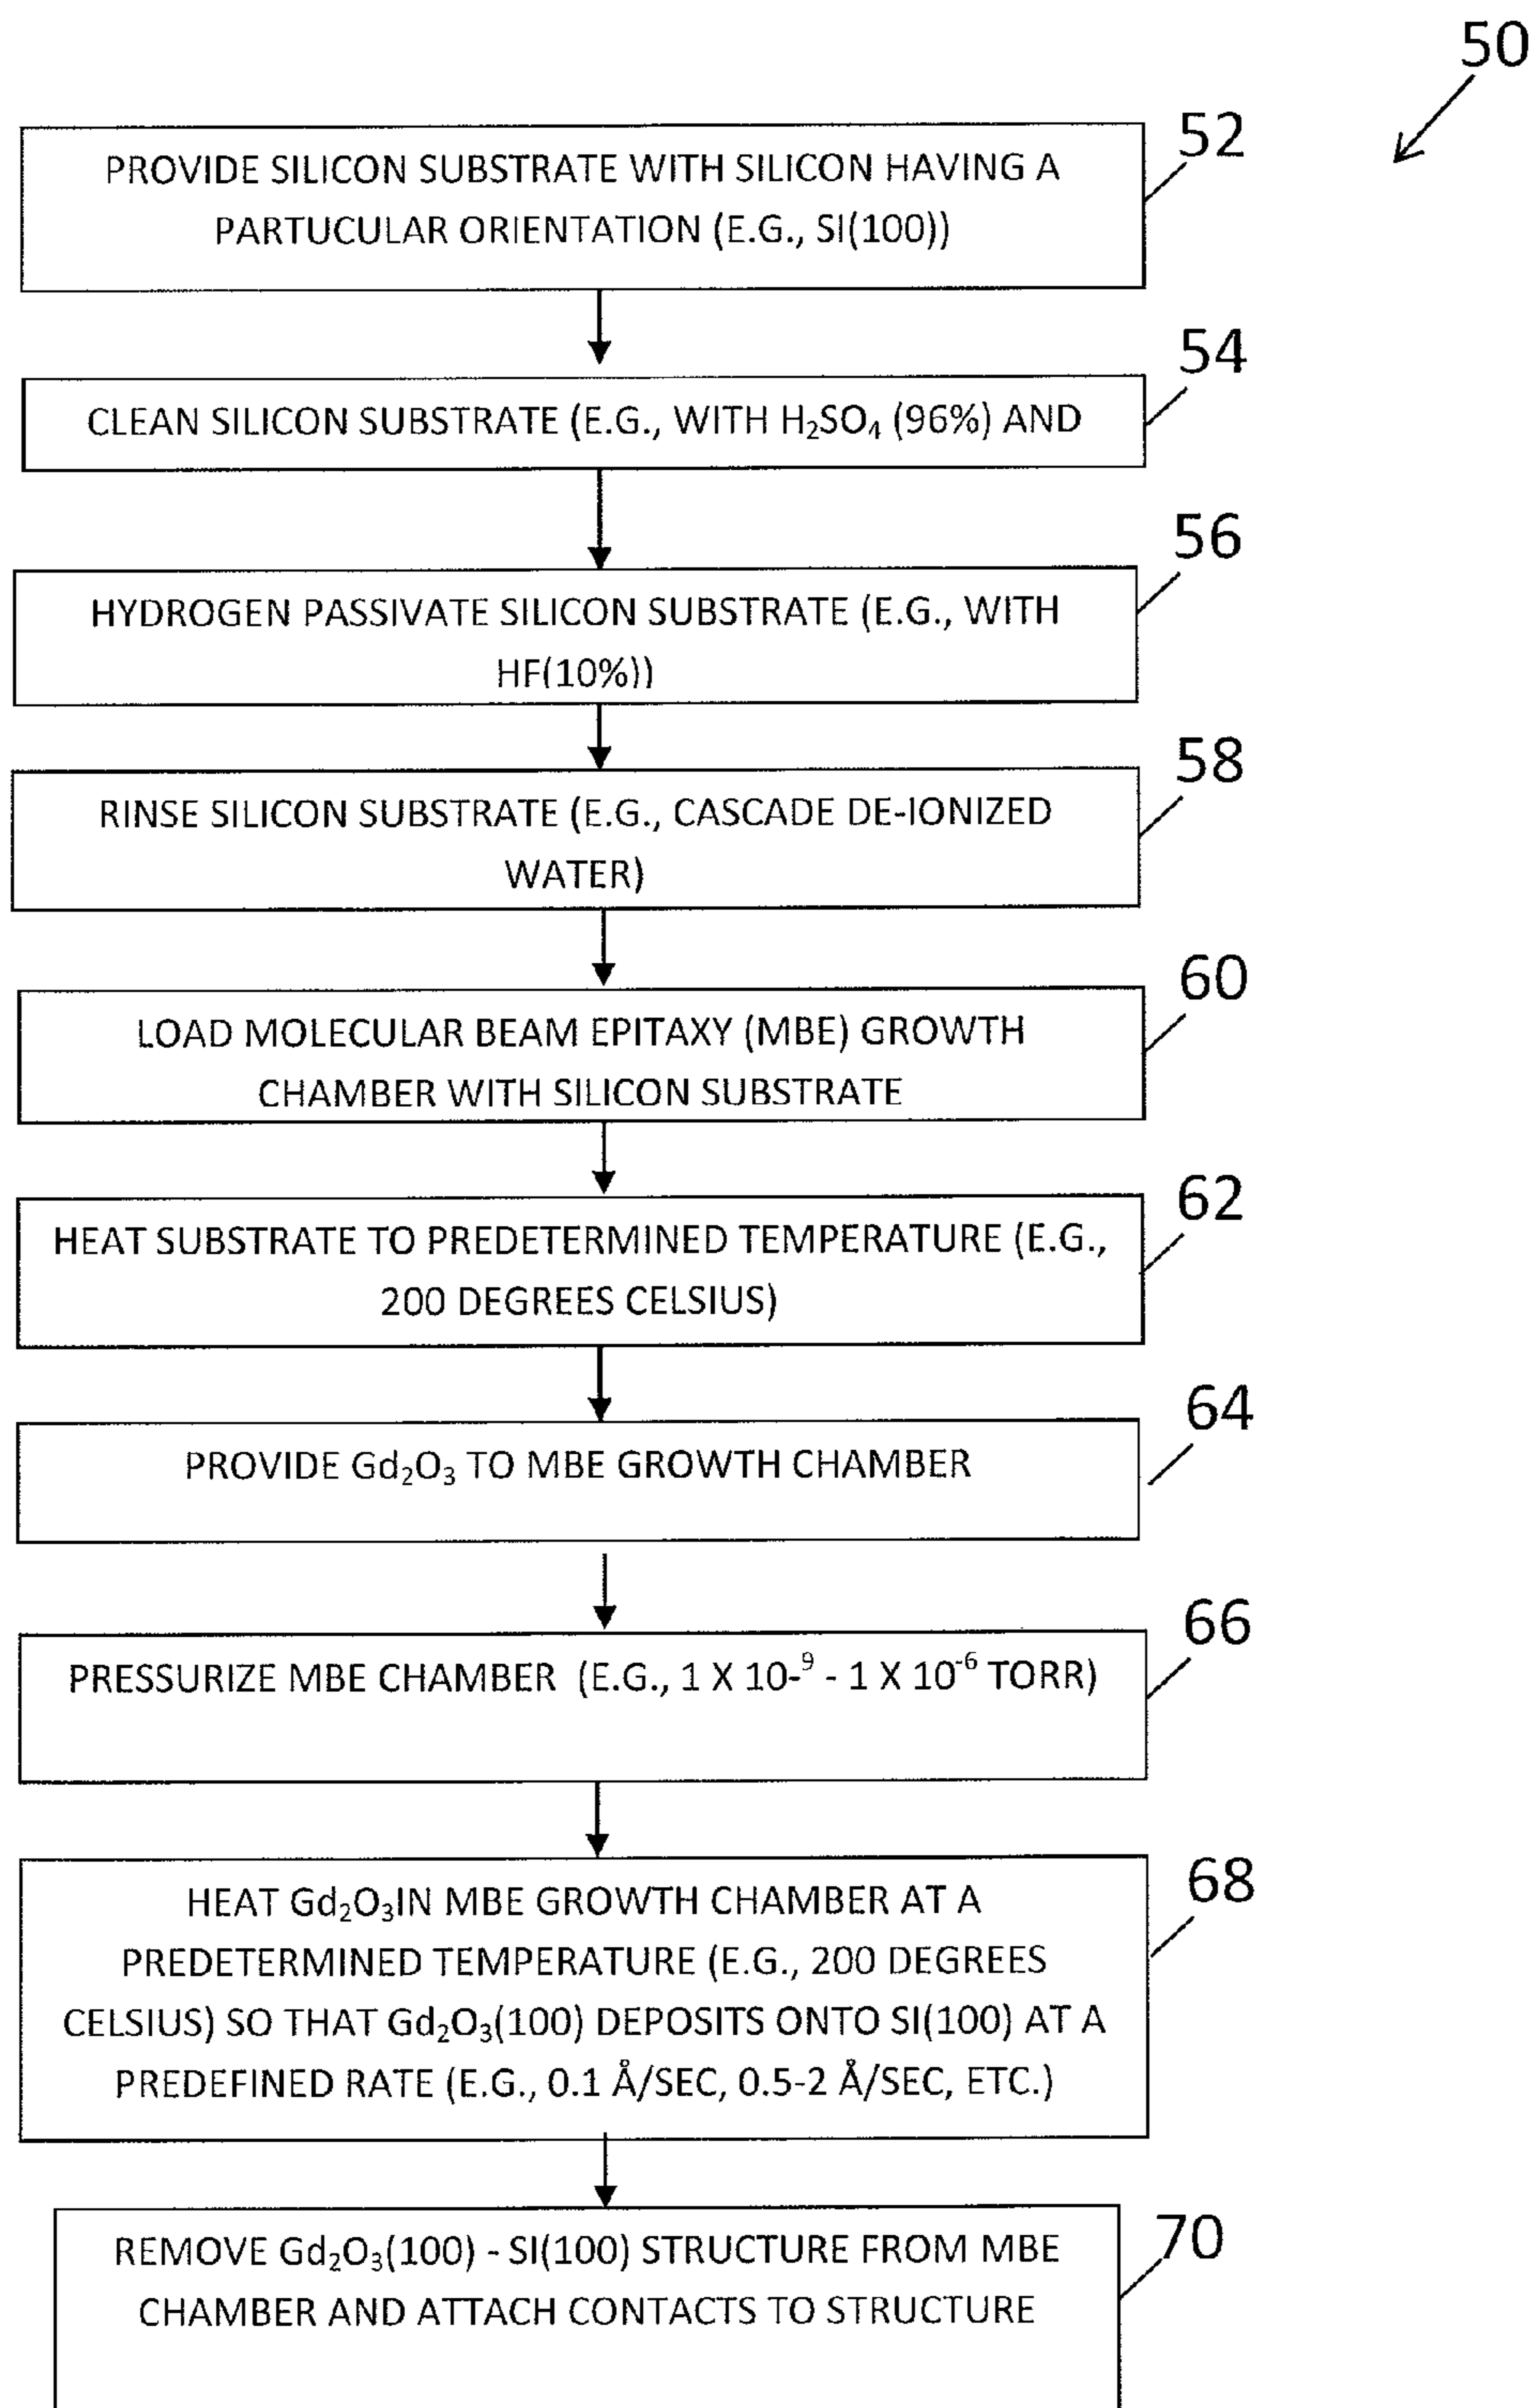 50
52
PROVIDE SILICON SUBSTRATE WITH SILICON HAVING A
PARTUCULAR ORIENTATION (E.G., SI(100))
54
CLEAN SILICON SUBSTRATE (E.G., WITH H₂SO₄ (96%) AND
56
HYDROGEN PASSIVATE SILICON SUBSTRATE (E.G., WITH
HF(10%))
58
RINSE SILICON SUBSTRATE (E.G., CASCADE DE-IONIZED
WATER)
60
LOAD MOLECULAR BEAM EPITAXY (MBE) GROWTH
CHAMBER WITH SILICON SUBSTRATE
62
HEAT SUBSTRATE TO PREDETERMINED TEMPERATURE (E.G.,
200 DEGREES CELSIUS)
64
PROVIDE Gd₂O₃ TO MBE GROWTH CHAMBER
66
PRESSURIZE MBE CHAMBER (E.G., 1 X 10-⁹ - 1 X 10⁻⁶ TORR)
68
HEAT Gd₂O₃IN MBE GROWTH CHAMBER AT A
PREDETERMINED TEMPERATURE (E.G., 200 DEGREES
CELSIUS) SO THAT Gd₂O₃(100) DEPOSITS ONTO SI(100) AT A
PREDEFINED RATE (E.G., 0.1 Å/SEC, 0.5-2 Å/SEC, ETC.)
70
REMOVE Gd₂O₃(100) - SI(100) STRUCTURE FROM MBE
CHAMBER AND ATTACH CONTACTS TO STRUCTURE